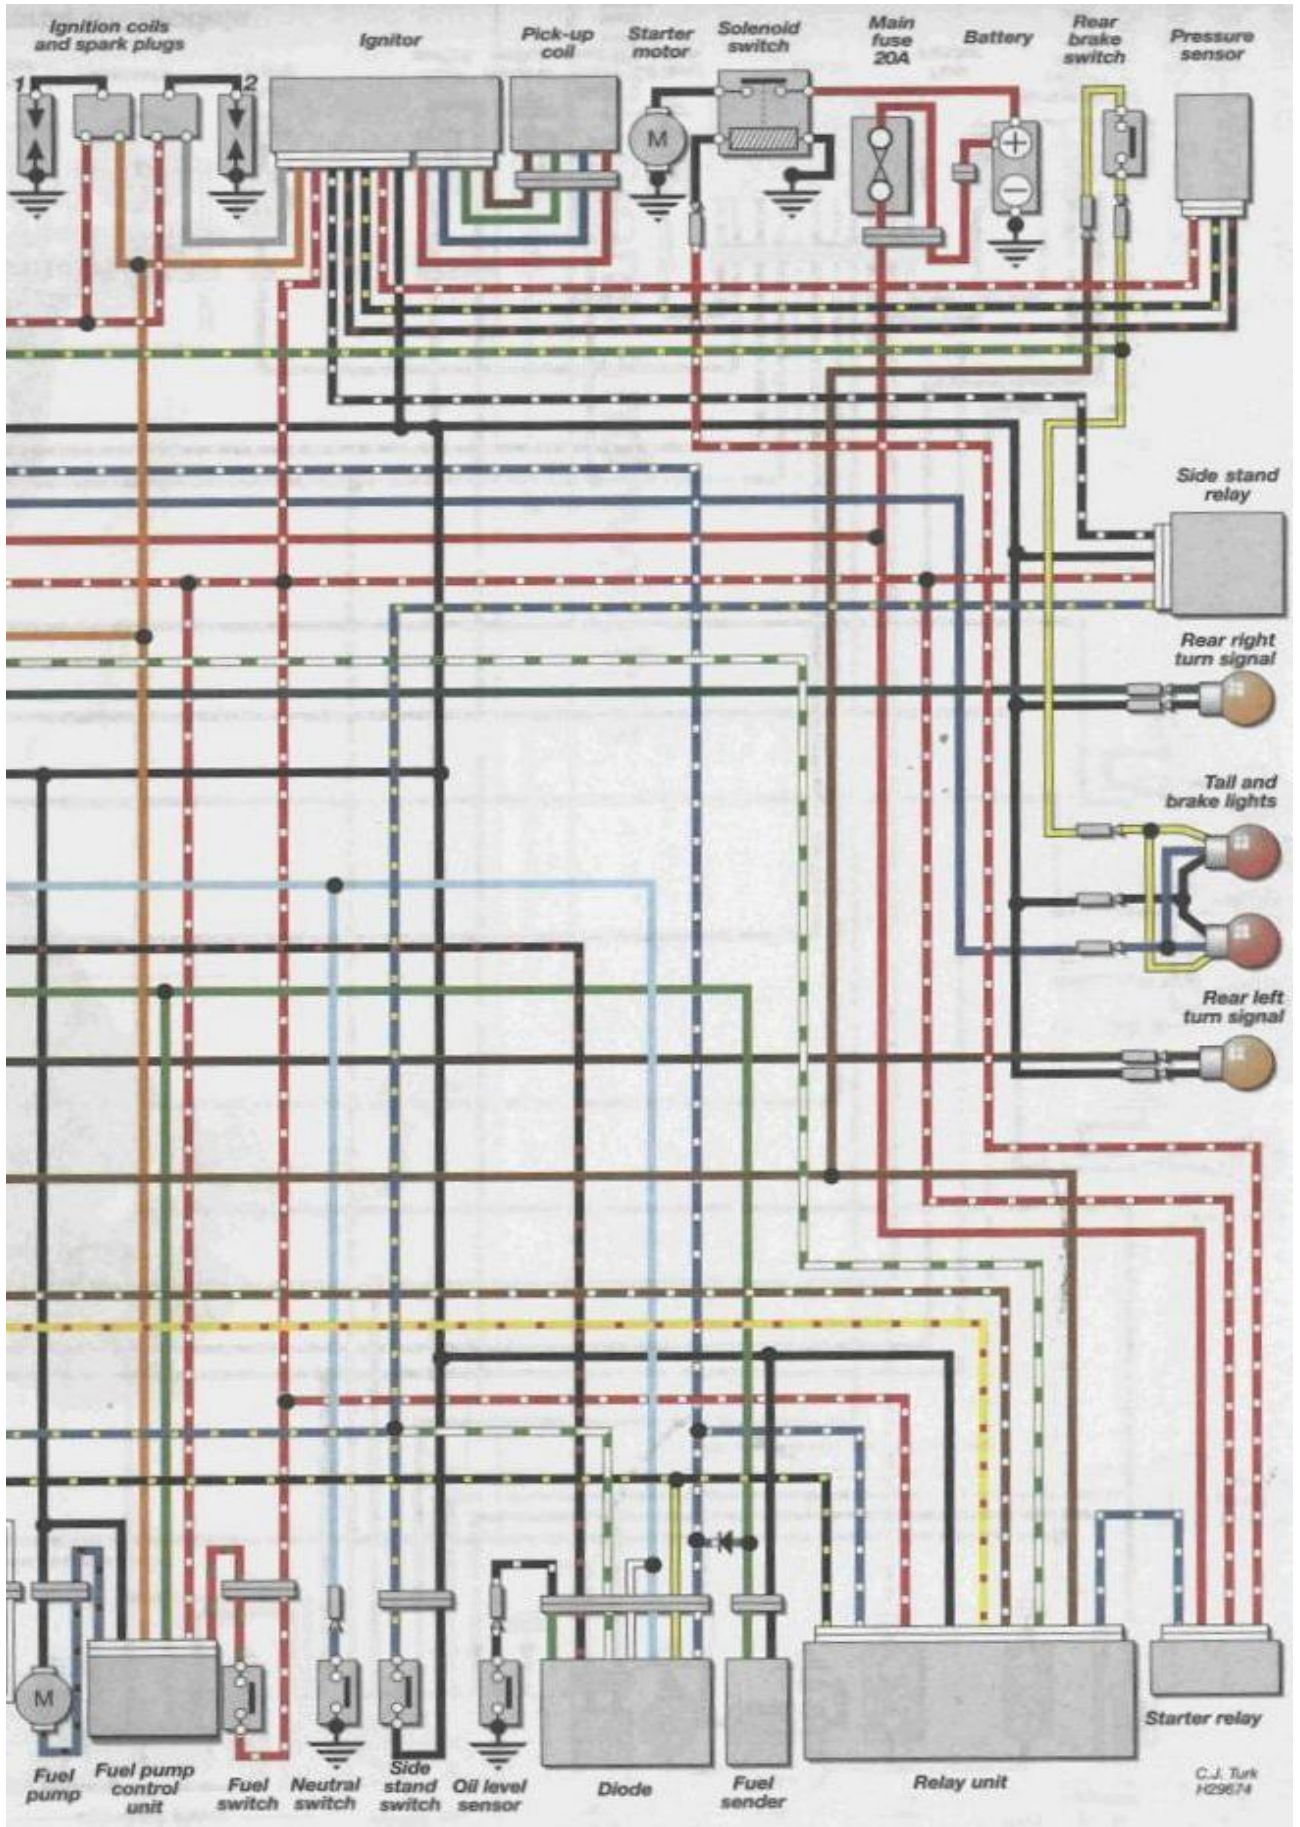 Ignition coils
and spark plugs
Ignitor
Pick-up
coil
Starter
motor
Solenoid
switch
Main
fuse
20A
Battery
Rear
brake
switch
Pressure
sensor
1
2
M
+
−
Side stand
relay
Rear right
turn signal
Tail and
brake lights
Rear left
turn signal
M
Fuel
pump
Fuel pump
control
unit
Fuel
switch
Neutral
switch
Side
stand
switch
Oil level
sensor
Diode
Fuel
sender
Relay unit
Starter relay
C.J. Turk
H29674